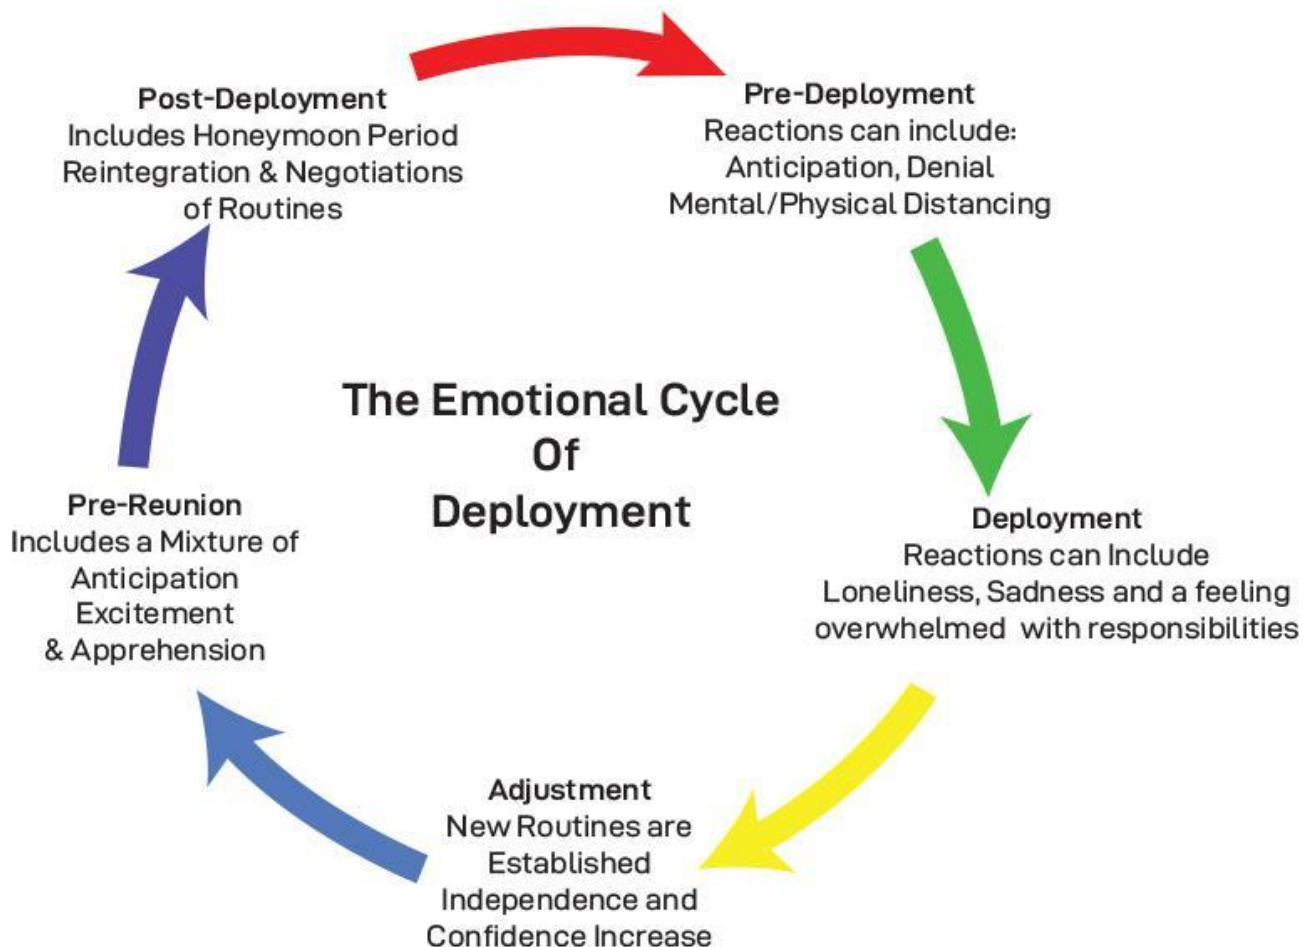 Post-Deployment
Includes Honeymoon Period
Reintegration & Negotiations
of Routines
Pre-Deployment
Reactions can include:
Anticipation, Denial
Mental/Physical Distancing
The Emotional Cycle
Of
Deployment
Pre-Reunion
Includes a Mixture of
Anticipation
Excitement
& Apprehension
Deployment
Reactions can Include
Loneliness, Sadness and a feeling
overwhelmed with responsibilities
Adjustment
New Routines are
Established
Independence and
Confidence Increase